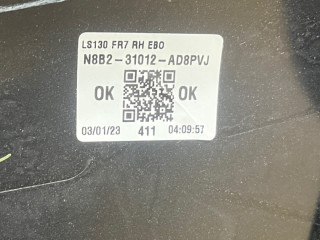 LS130 FR7 RH EBO
N8B2-31012-AD8PVJ
OK OK
03/01/23 411 04:09:57